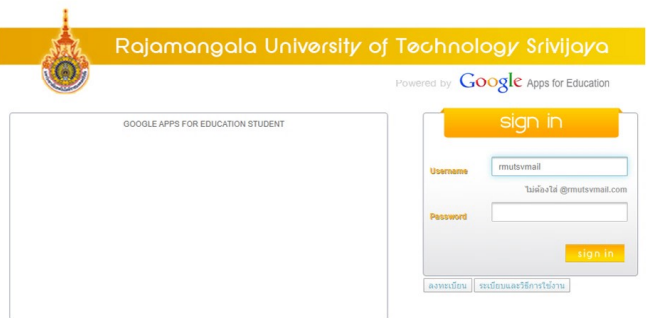 Rajamangala University of Technology Srivijaya
Powered by Google Apps for Education
GOOGLE APPS FOR EDUCATION STUDENT
sign in
Username
rmutsvmail
ไม่ต้องใส่ @rmutsvmail.com
Password
sign in
ลงทะเบียน ระเบียบและวิธีการใช้งาน